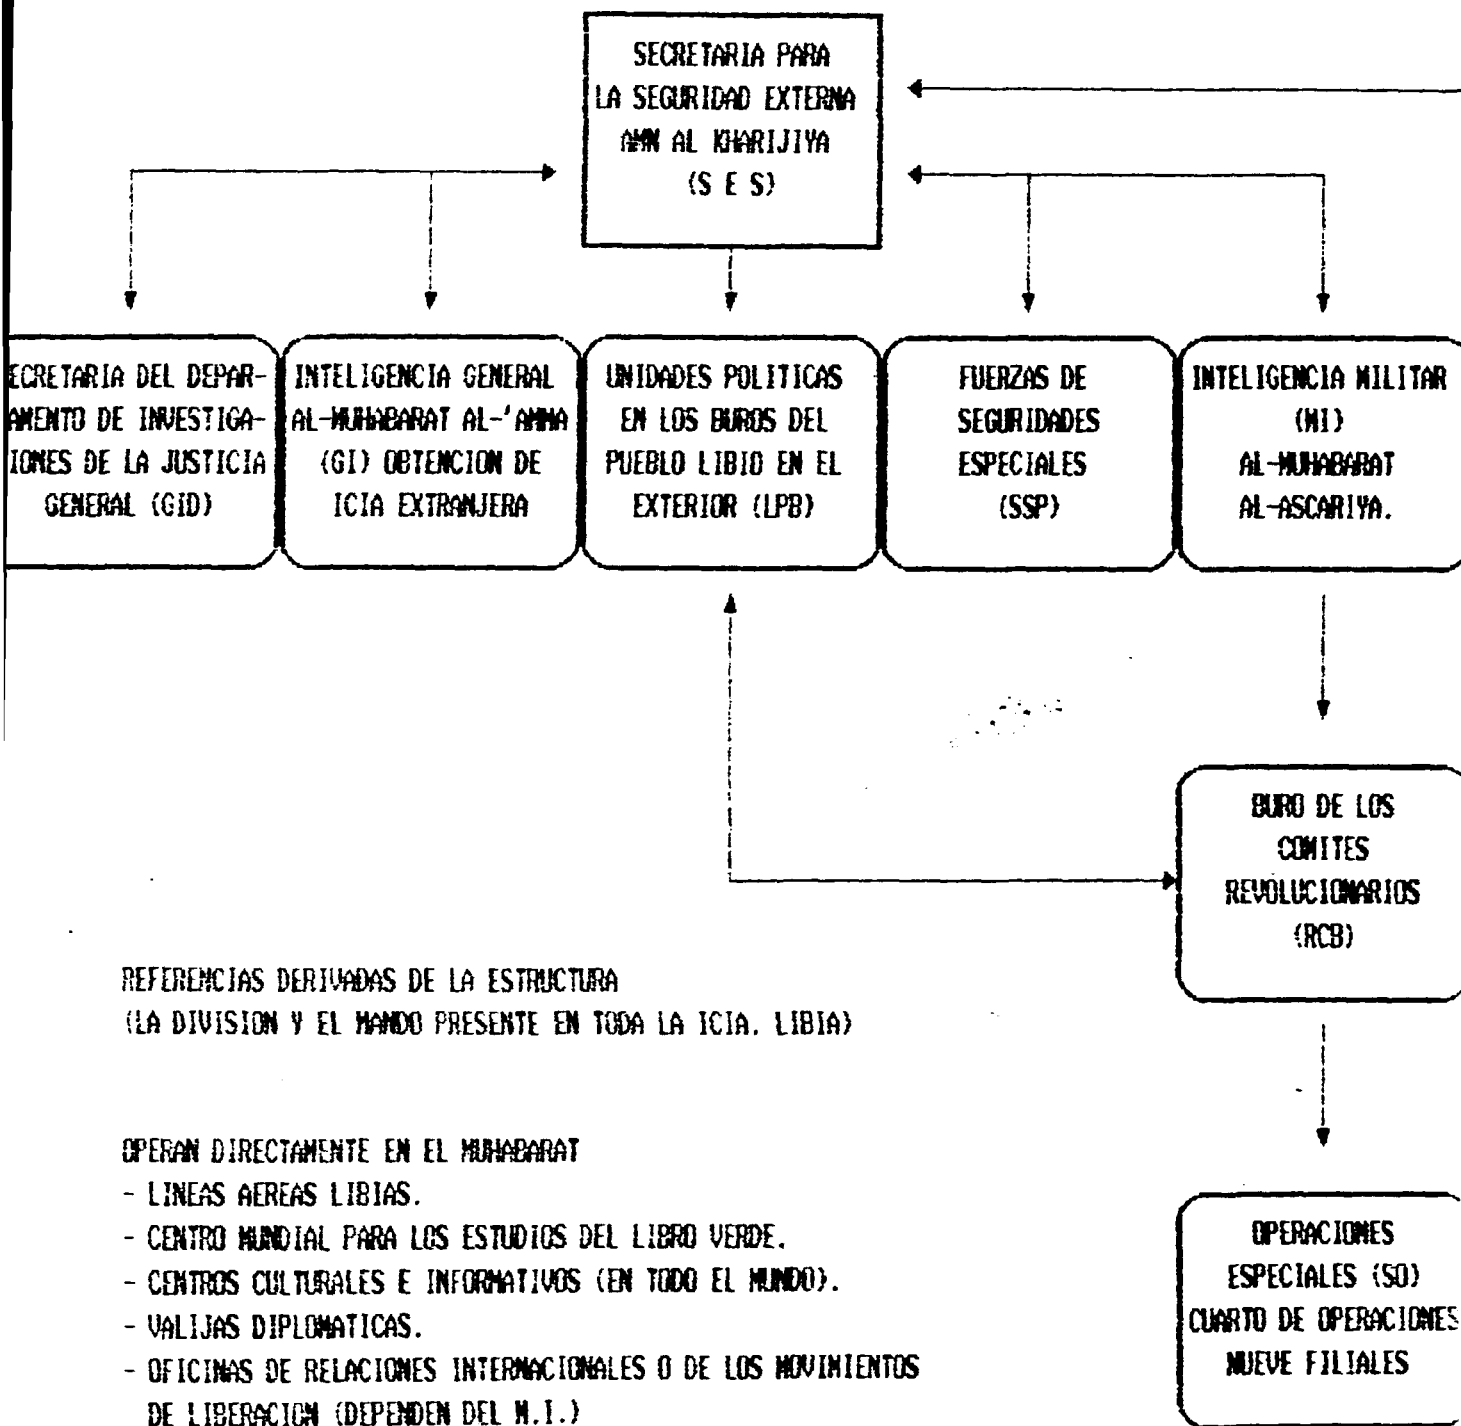 SECRETARIA PARA
LA SEGURIDAD EXTERNA
AMN AL KHARIJIYA
(S E S)
ECRETARIA DEL DEPAR-
AMENTO DE INVESTIGA-
IONES DE LA JUSTICIA
GENERAL (GID)
INTELIGENCIA GENERAL
AL-MUHABARAT AL-'AMMA
(GI) OBTENCION DE
ICIA EXTRANJERA
UNIDADES POLITICAS
EN LOS BUROS DEL
PUEBLO LIBIO EN EL
EXTERIOR (LPB)
FUERZAS DE
SEGURIDADES
ESPECIALES
(SSP)
INTELIGENCIA MILITAR
(MI)
AL-MUHABARAT
AL-ASCARIYA.
BURO DE LOS
COMITES
REVOLUCIONARIOS
(RCB)
REFERENCIAS DERIVADAS DE LA ESTRUCTURA
(LA DIVISION Y EL MANDO PRESENTE EN TODA LA ICIA. LIBIA)
OPERAN DIRECTAMENTE EN EL MUHABARAT
- LINEAS AEREAS LIBIAS.
- CENTRO MUNDIAL PARA LOS ESTUDIOS DEL LIBRO VERDE.
- CENTROS CULTURALES E INFORMATIVOS (EN TODO EL MUNDO).
- VALIJAS DIPLOMATICAS.
- OFICINAS DE RELACIONES INTERNACIONALES O DE LOS MOVIMIENTOS
DE LIBERACION (DEPENDEN DEL M.I.)
OPERACIONES
ESPECIALES (SO)
CUARTO DE OPERACIONES
NUEVE FILIALES